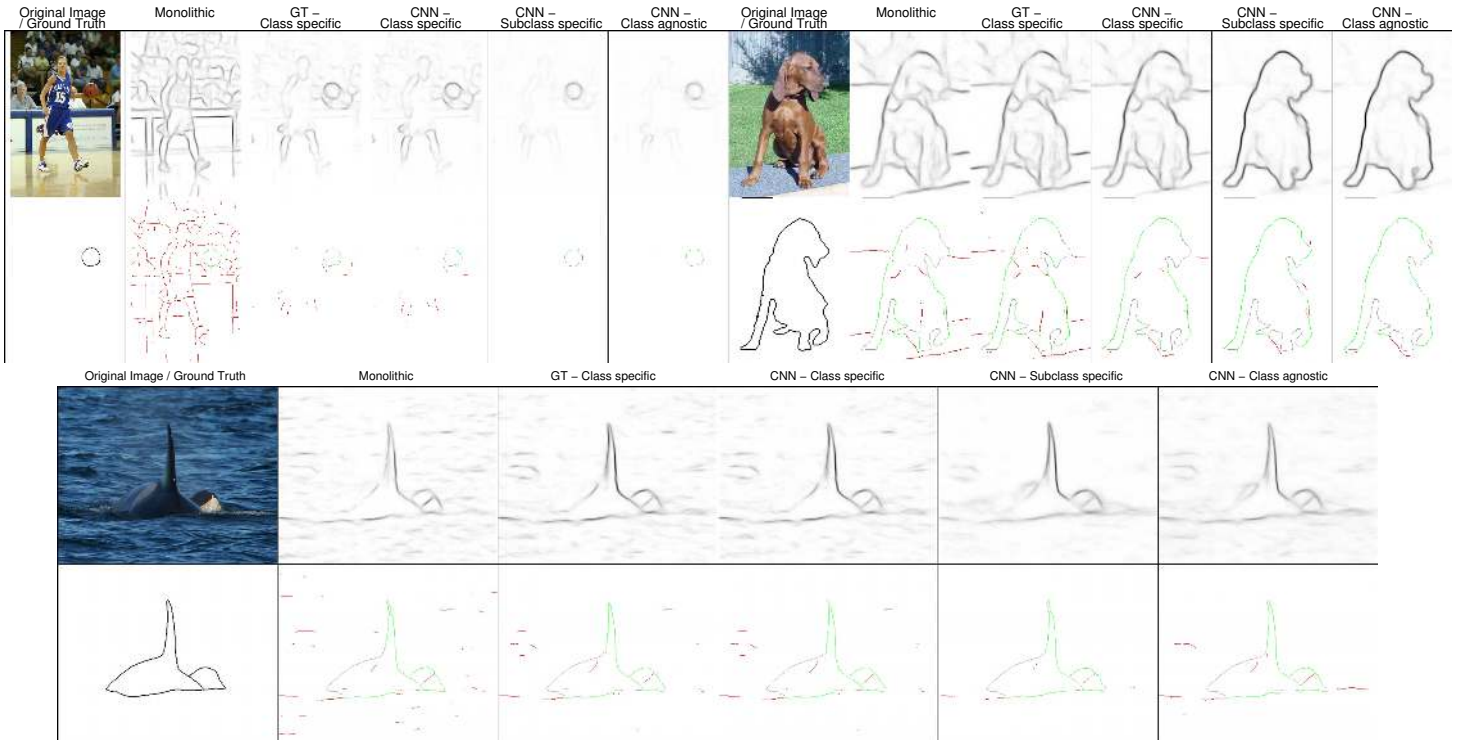 Original Image / Ground Truth
Monolithic
GT – Class specific
CNN – Class specific
CNN – Subclass specific
CNN – Class agnostic
Original Image / Ground Truth
Monolithic
GT – Class specific
CNN – Class specific
CNN – Subclass specific
CNN – Class agnostic
15
Original Image / Ground Truth
Monolithic
GT – Class specific
CNN – Class specific
CNN – Subclass specific
CNN – Class agnostic